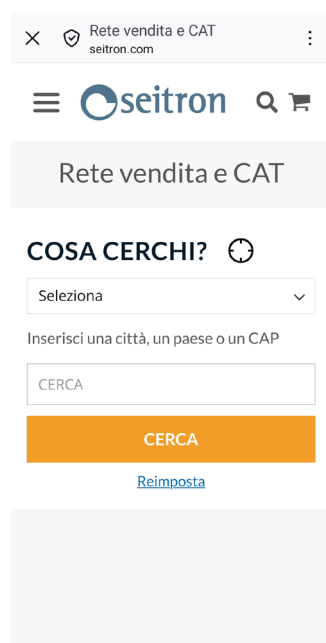 Rete vendita e CAT
seitron.com
seitron
Rete vendita e CAT
COSA CERCHI?
Seleziona
Inserisci una città, un paese o un CAP
CERCA
CERCA
Reimposta